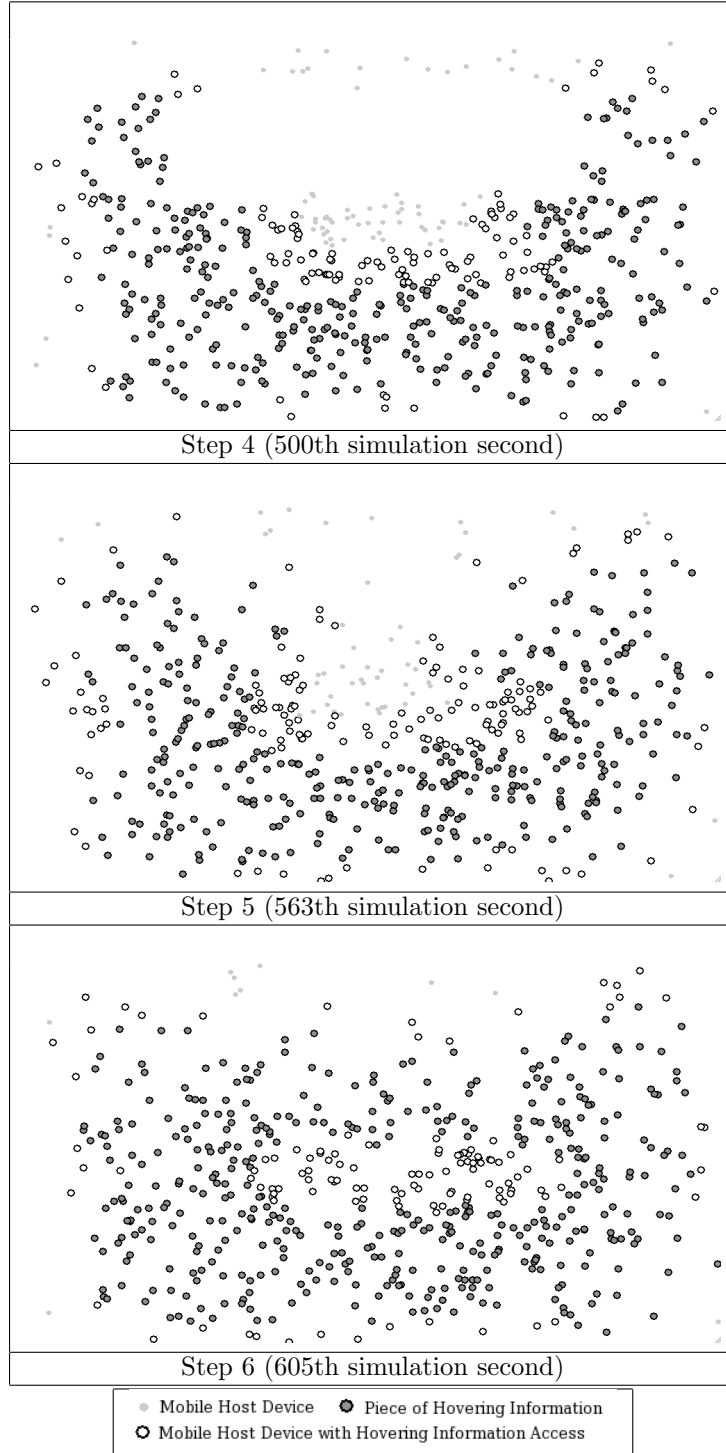 Step 4 (500th simulation second)
Step 5 (563th simulation second)
Step 6 (605th simulation second)
Mobile Host Device Piece of Hovering Information
Mobile Host Device with Hovering Information Access